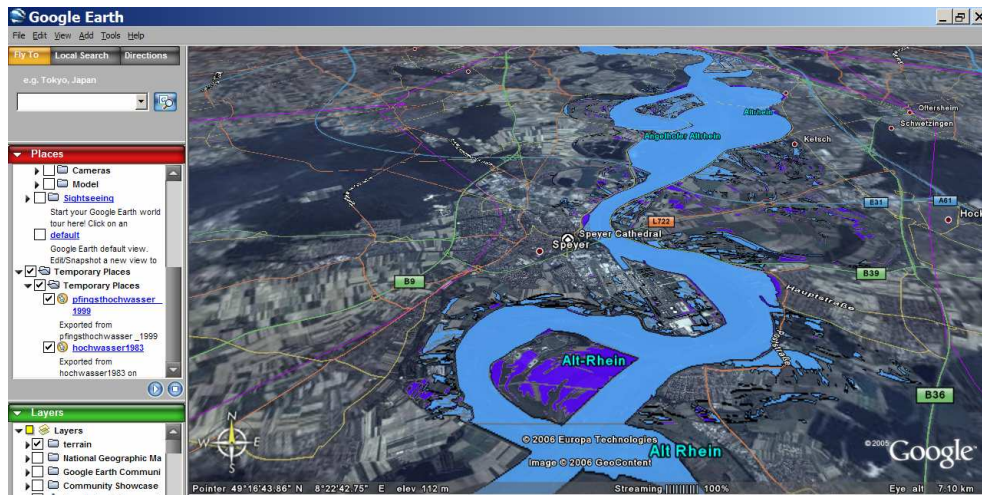 Google Earth
File Edit View Add Tools Help
Fly To Local Search Directions
e.g. Tokyo, Japan
Places
Cameras
Model
Sightseeing
Start your Google Earth world
tour here! Click on an
default
Google Earth default view.
Edit/Snapshot a new view to
Temporary Places
Temporary Places
pfingsthochwasser_
1999
Exported from
pfingsthochwasser _1999
hochwasser1983
Exported from
hochwasser1983 on
Layers
Layers
terrain
National Geographic Ma
Google Earth Communi
Community Showcase
Altrhein
Angelhofer Altrhein
Oftersheim
Schwetzingen
Ketsch
E31
A61
Hock
L722
Speyer Cathedral
Speyer
B9
B39
Hauptstraße
Alt-Rhein
B36
N
W E
S
© 2006 Europa Technologies
Image © 2006 GeoContent
Alt Rhein
©2005 Google
Pointer 49°16'43.86" N 8°22'42.75" E elev 112 m Streaming |||||||||| 100% Eye alt 7.10 km